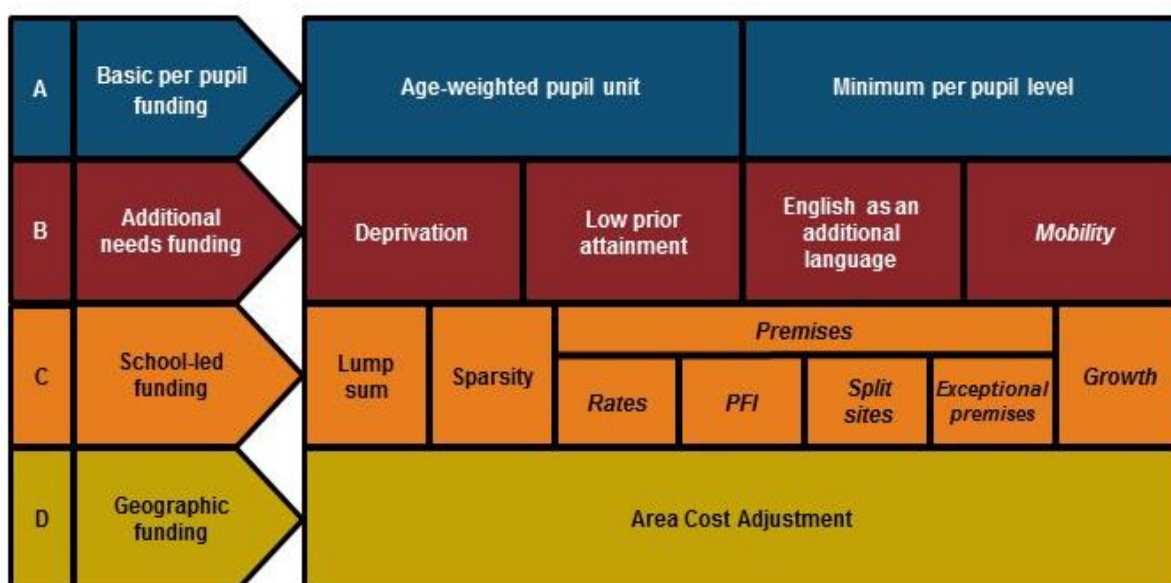 A
Basic per pupil
funding
Age-weighted pupil unit
Minimum per pupil level
B
Additional
needs funding
Deprivation
Low prior
attainment
English as an
additional
language
Mobility
C
School-led
funding
Lump
sum
Sparsity
Premises
Rates
PFI
Split
sites
Exceptional
premises
Growth
D
Geographic
funding
Area Cost Adjustment